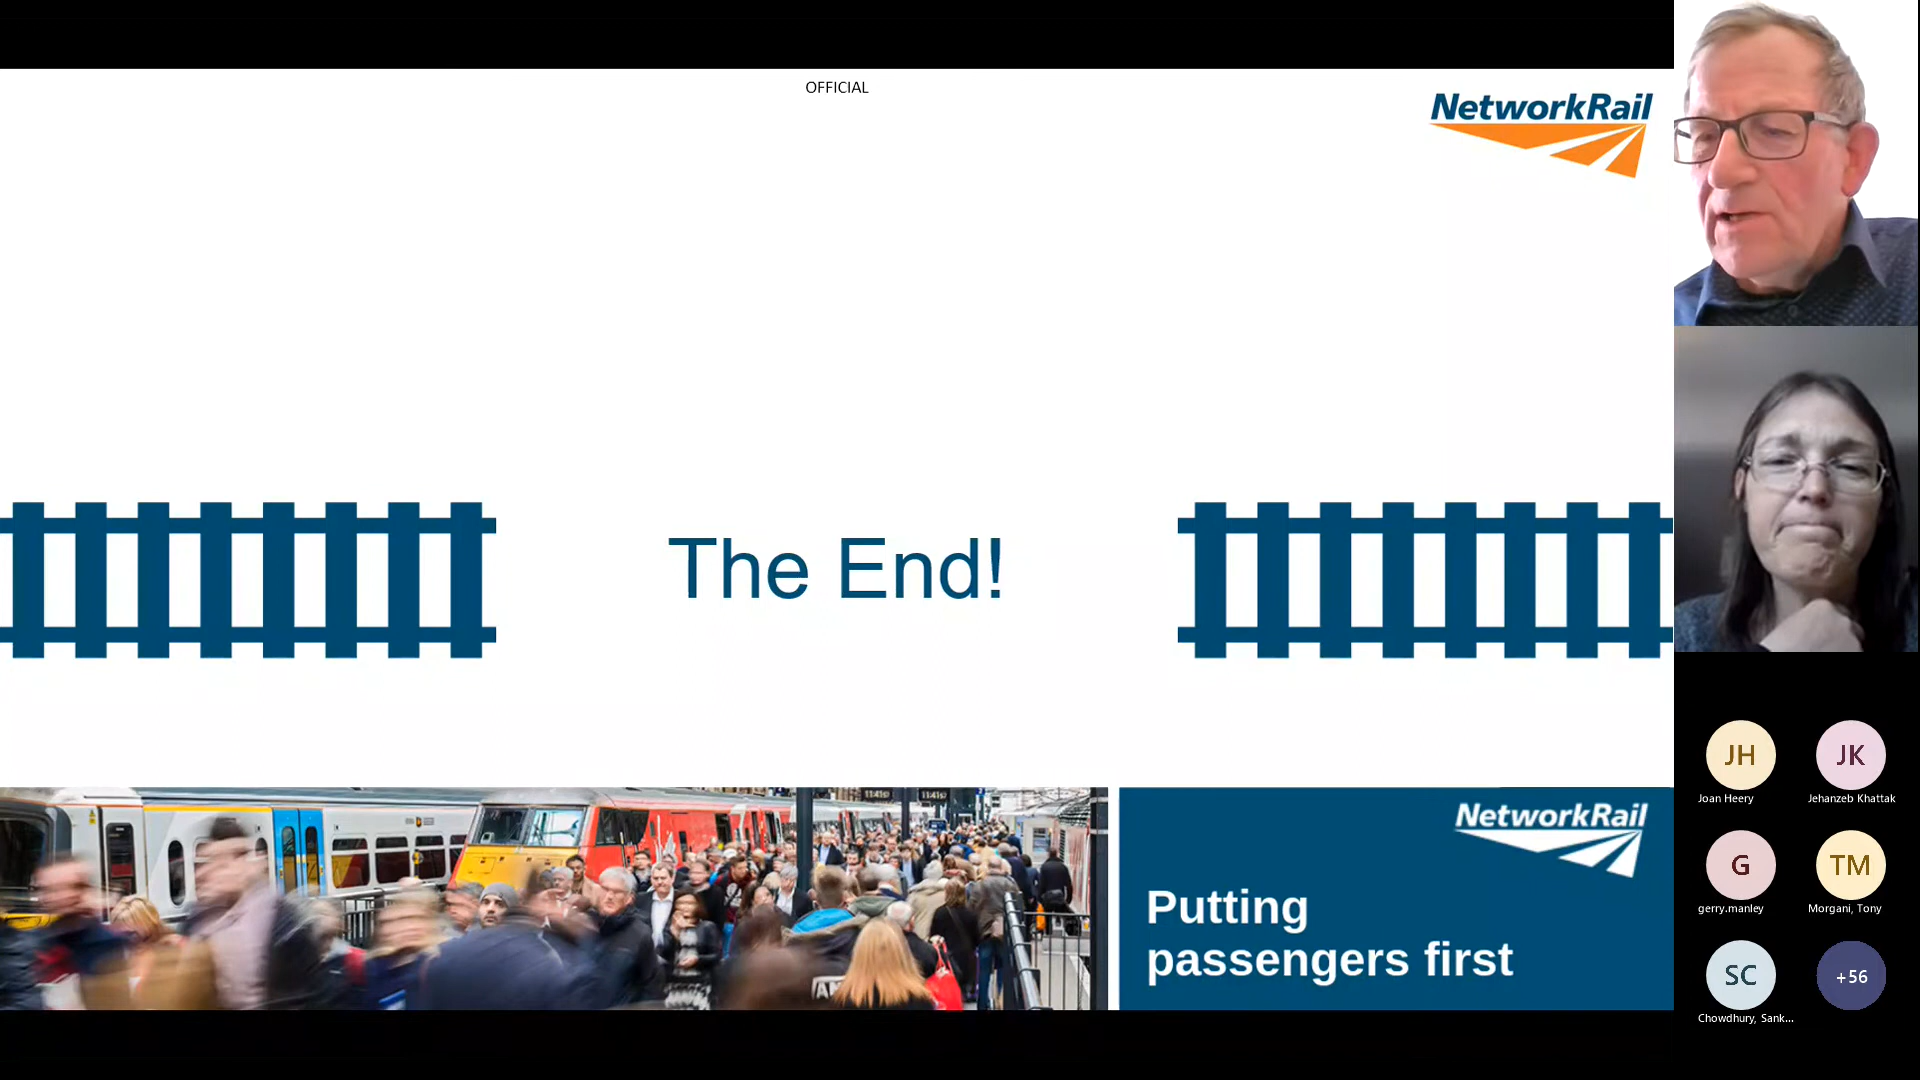 OFFICIAL
NetworkRail
The End!
NetworkRail
Putting
passengers first
JH
Joan Heery
JK
Jehanzeb Khattak
G
gerry.manley
TM
Morgani, Tony
SC
Chowdhury, Sank...
+56